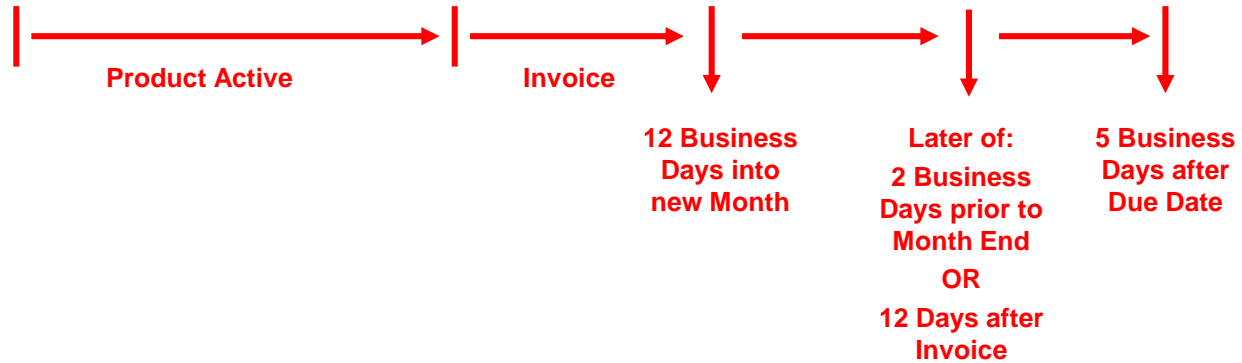 Product Active
Invoice
12 Business
Days into
new Month
Later of:
2 Business
Days prior to
Month End
OR
12 Days after
Invoice
5 Business
Days after
Due Date